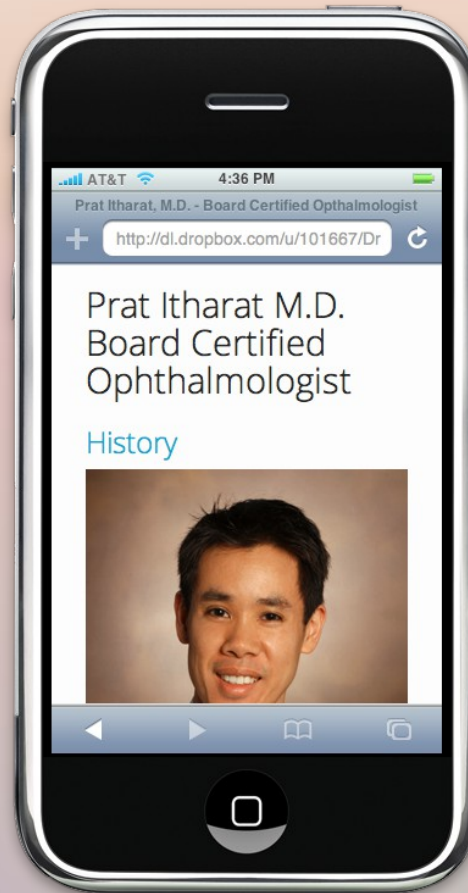 AT&T 4:36 PM
Prat Itharat, M.D. - Board Certified Opthalmologist
http://dl.dropbox.com/u/101667/Dr
Prat Itharat M.D.
Board Certified
Ophthalmologist
History